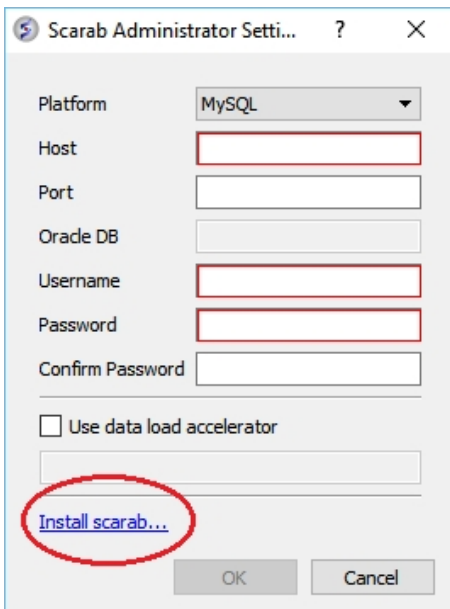 Scarab Administrator Setti... ?
Platform MySQL
Host
Port
Oracle DB
Username
Password
Confirm Password
Use data load accelerator
Install scarab...
OK Cancel